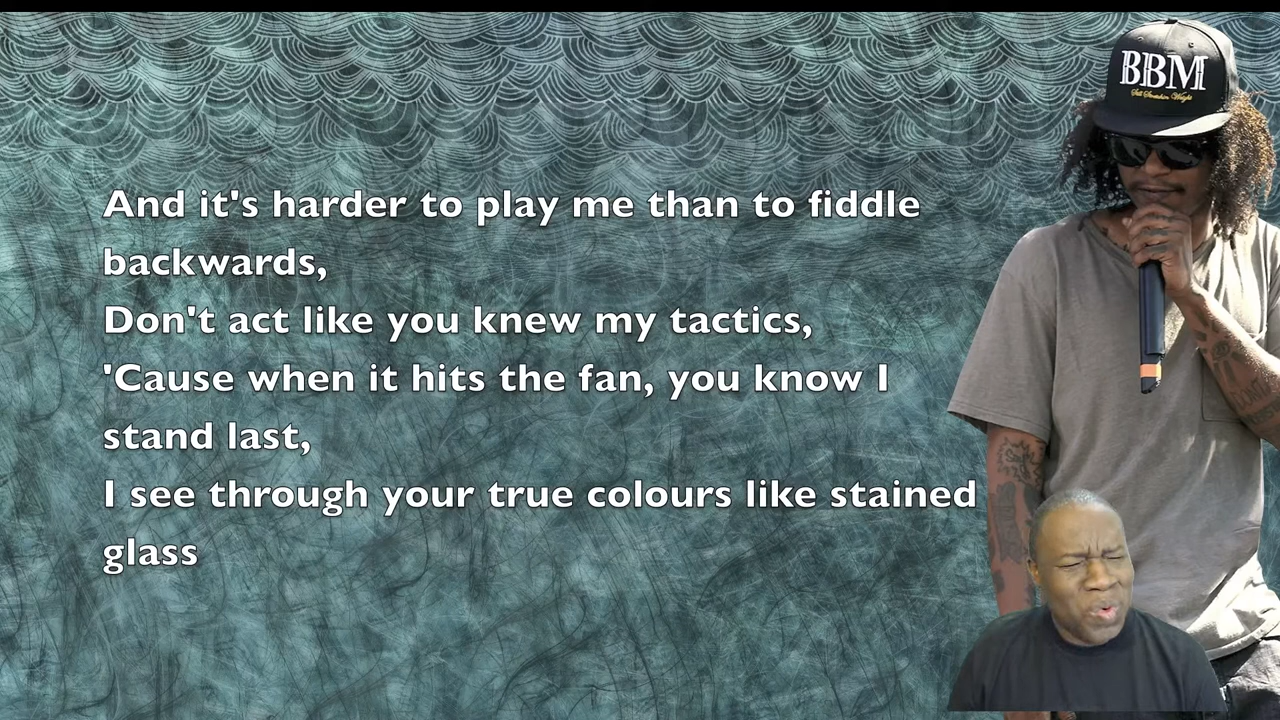 BBM
And it's harder to play me than to fiddle
backwards,
Don't act like you knew my tactics,
'Cause when it hits the fan, you know I
stand last,
I see through your true colours like stained
glass